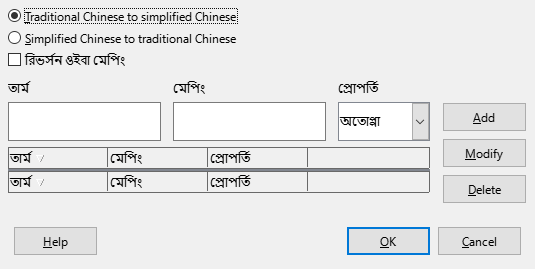 Traditional Chinese to simplified Chinese
Simplified Chinese to traditional Chinese
রিভর্সন ওইবা মেপিং
তার্ম মেপিং প্রোপর্তি
অতোপ্পা Add
তার্ম / মেপিং প্রোপর্তি Modify
তার্ম / মেপিং প্রোপর্তি Delete
Help OK Cancel